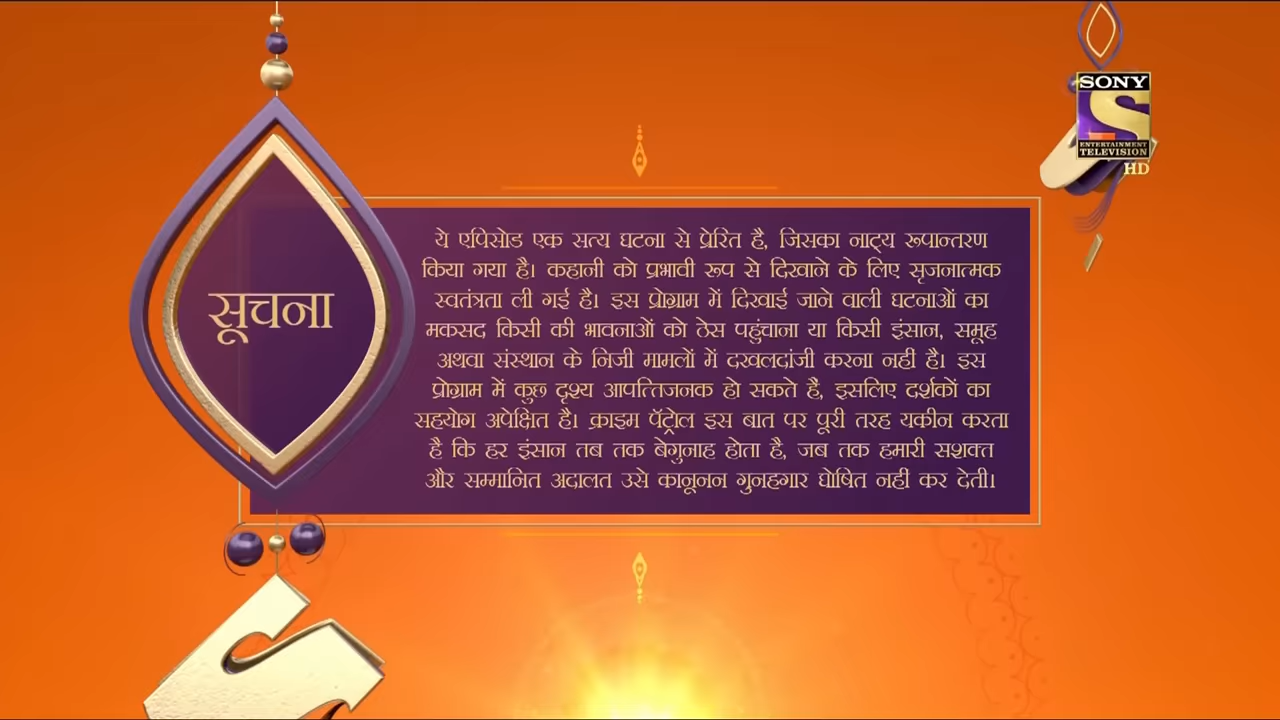 सूचना
ये एपिसोड एक सत्य घटना से प्रेरित है, जिसका नाट्य रूपान्तरण
किया गया है। कहानी को प्रभावी रूप से दिखाने के लिए सृजनात्मक
स्वतंत्रता ली गई है। इस प्रोग्राम में दिखाई जाने वाली घटनाओं का
मकसद किसी की भावनाओं को ठेस पहुंचाना या किसी इंसान, समूह
अथवा संस्थान के निजी मामलों में दखलदांजी करना नहीं है। इस
प्रोग्राम में कुछ दृश्य आपत्तिजनक हो सकते हैं, इसलिए दर्शकों का
सहयोग अपेक्षित है। क्राइम पॅट्रोल इस बात पर पूरी तरह यकीन करता
है कि हर इंसान तब तक बेगुनाह होता है, जब तक हमारी सशक्त
और सम्मानित अदालत उसे कानूनन गुनहगार घोषित नहीं कर देती।
SONY
ENTERTAINMENT
TELEVISION
HD